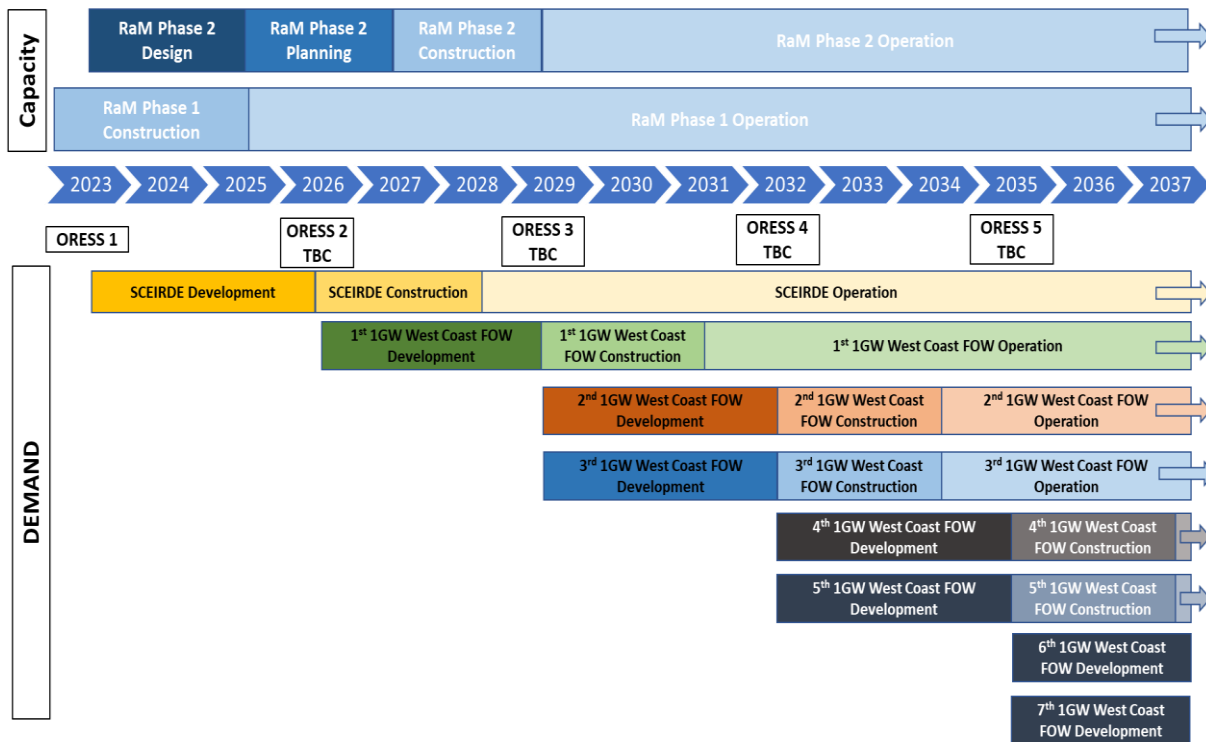 Capacity
RaM Phase 2
Design
RaM Phase 2
Planning
RaM Phase 2
Construction
RaM Phase 2 Operation
RaM Phase 1
Construction
RaM Phase 1 Operation
2023 2024 2025 2026 2027 2028 2029 2030 2031 2032 2033 2034 2035 2036 2037
ORESS 1
ORESS 2
TBC
ORESS 3
TBC
ORESS 4
TBC
ORESS 5
TBC
DEMAND
SCEIRDE Development
SCEIRDE Construction
SCEIRDE Operation
1st 1GW West Coast FOW
Development
1st 1GW West Coast
FOW Construction
1st 1GW West Coast FOW Operation
2nd 1GW West Coast FOW
Development
2nd 1GW West Coast
FOW Construction
2nd 1GW West Coast FOW
Operation
3rd 1GW West Coast FOW
Development
3rd 1GW West Coast
FOW Construction
3rd 1GW West Coast FOW
Operation
4th 1GW West Coast FOW
Development
4th 1GW West Coast
FOW Construction
5th 1GW West Coast FOW
Development
5th 1GW West Coast
FOW Construction
6th 1GW West Coast
FOW Development
7th 1GW West Coast
FOW Development